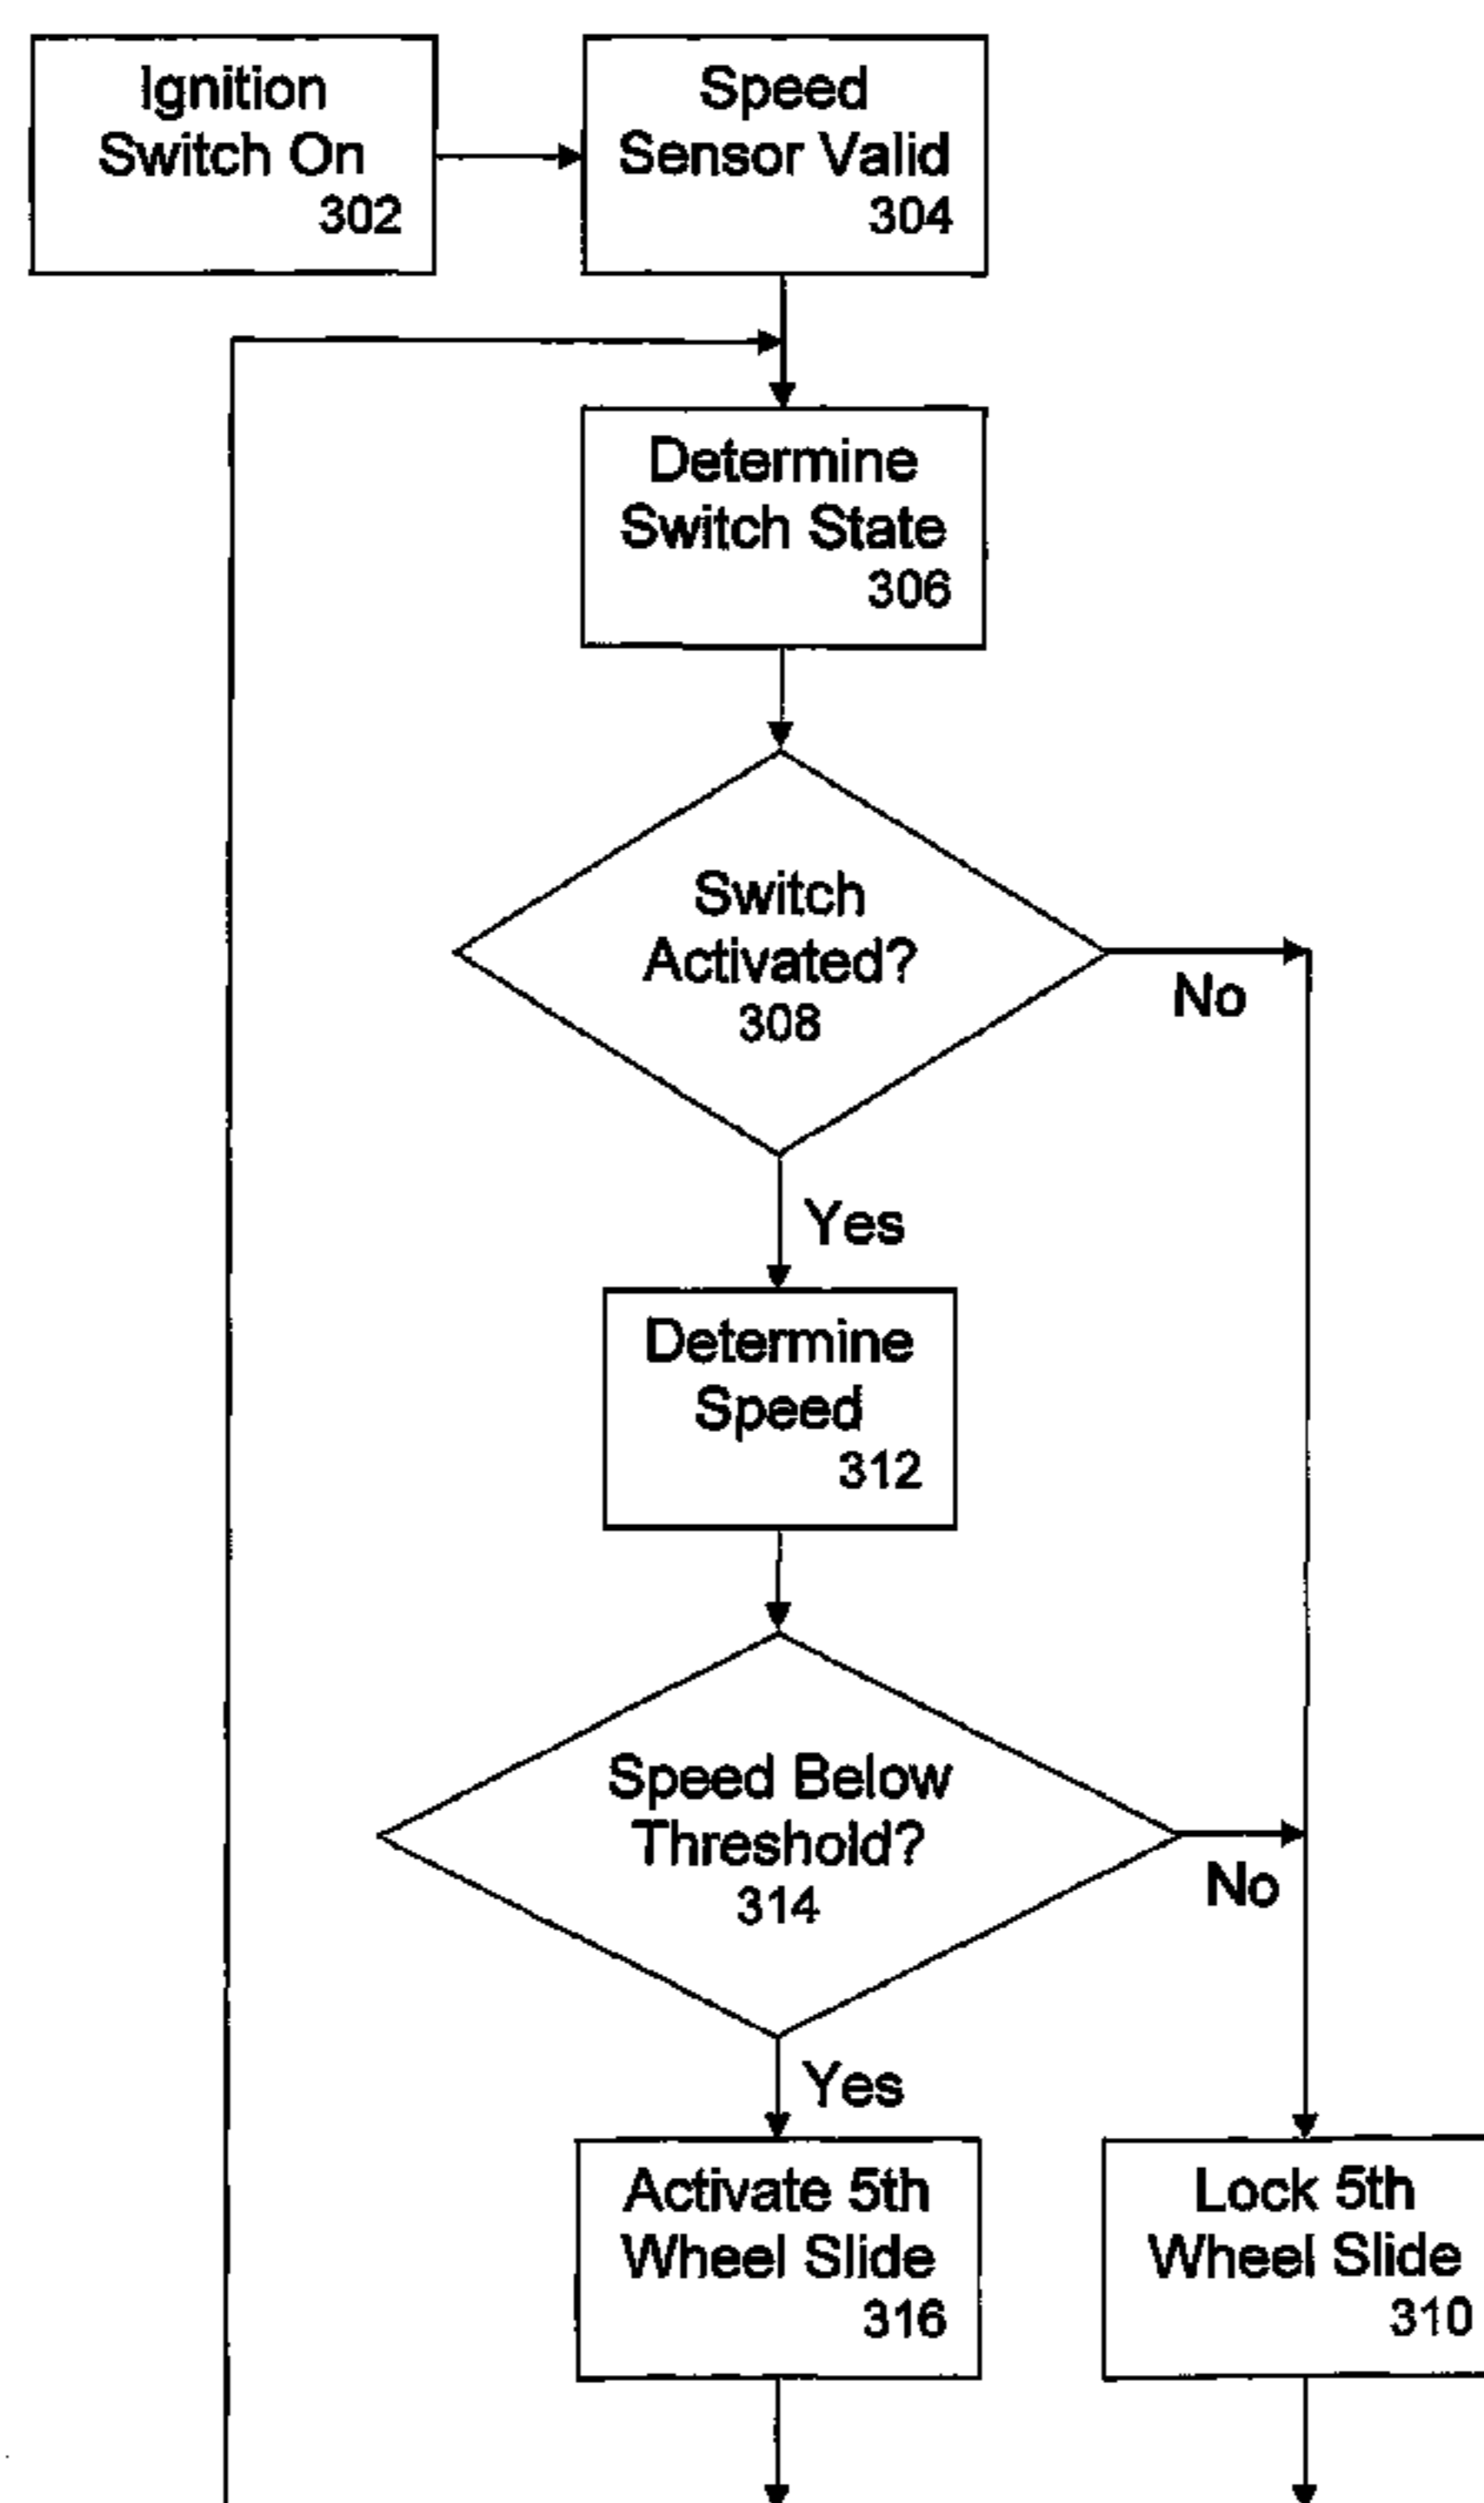 Ignition
Switch On
302
Speed
Sensor Valid
304
Determine
Switch State
306
Switch
Activated?
308
No
Yes
Determine
Speed
312
Speed Below
Threshold?
314
No
Yes
Activate 5th
Wheel Slide
316
Lock 5th
Wheel Slide
310